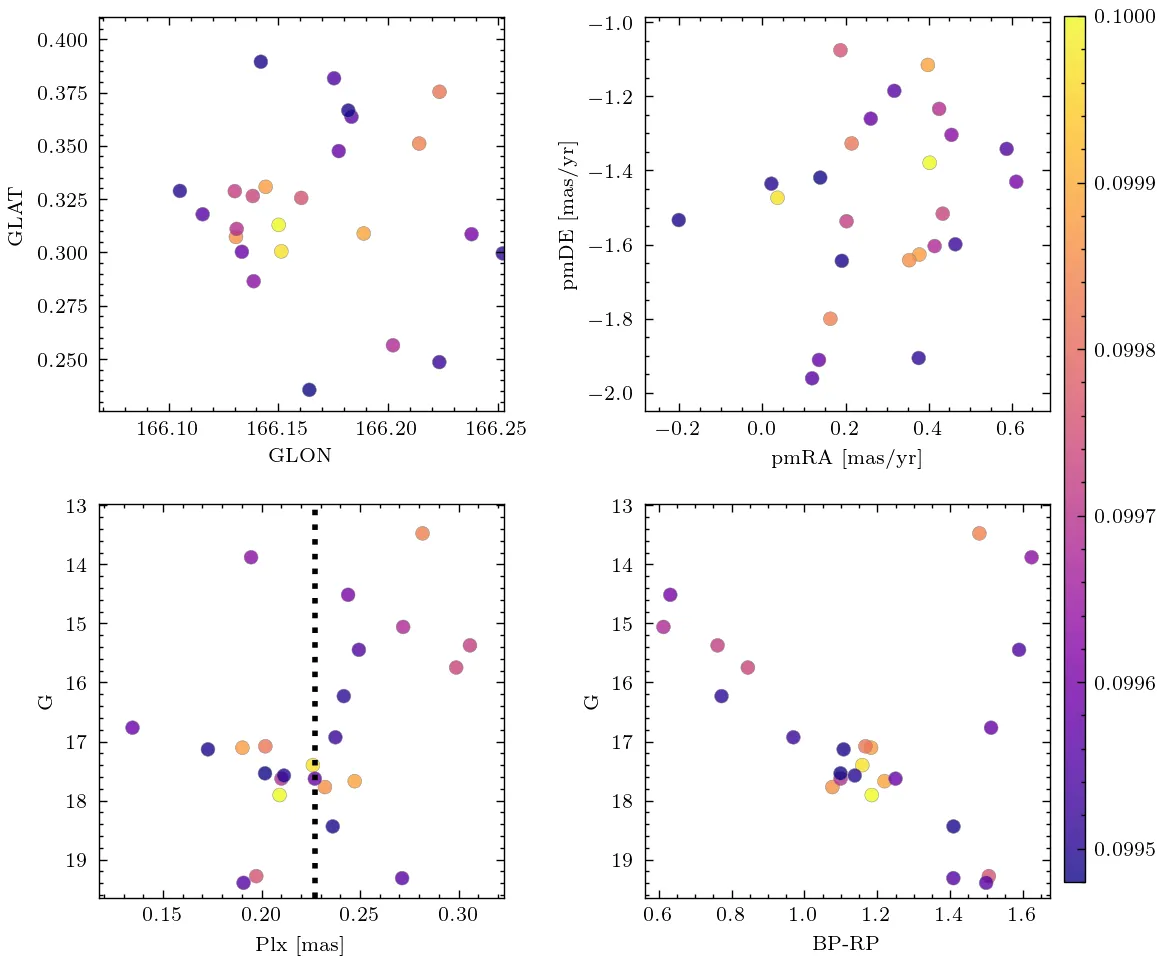 0.400
0.375
0.350
0.325
0.300
0.275
0.250
GLAT
166.10 166.15 166.20 166.25
GLON
−1.0
−1.2
−1.4
−1.6
−1.8
−2.0
pmDE [mas/yr]
−0.2 0.0 0.2 0.4 0.6
pmRA [mas/yr]
0.1000
0.0999
0.0998
0.0997
0.0996
0.0995
13
14
15
16
17
18
19
G
0.15 0.20 0.25 0.30
Plx [mas]
13
14
15
16
17
18
19
G
0.6 0.8 1.0 1.2 1.4 1.6
BP-RP